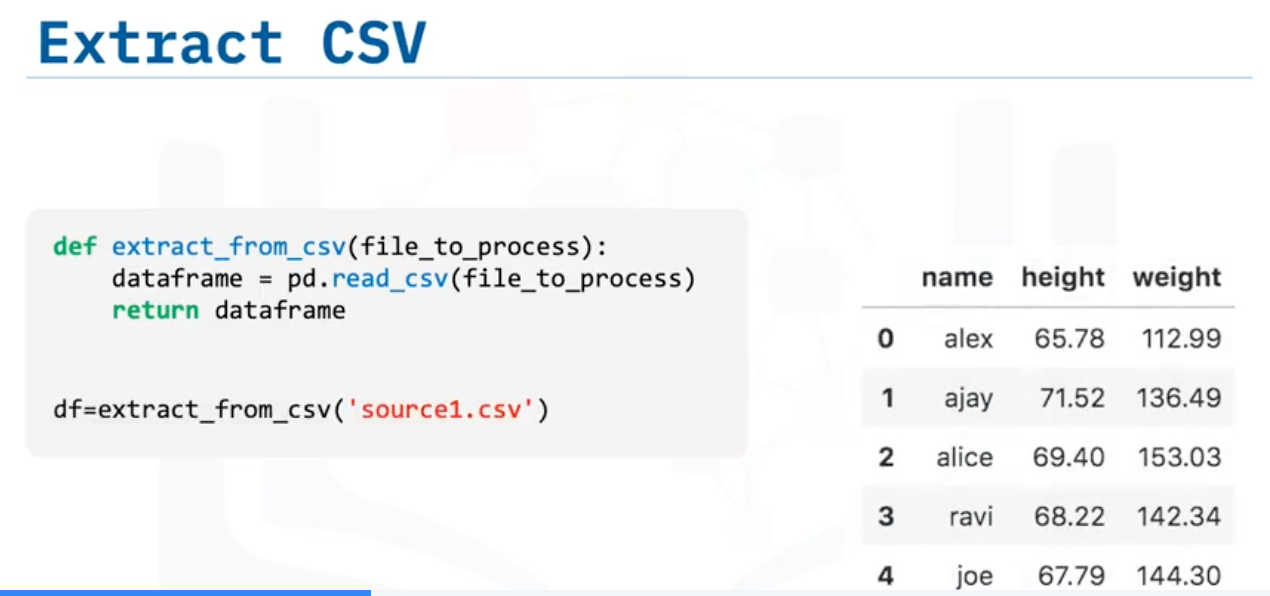 Extract CSV
def extract_from_csv(file_to_process):
    dataframe = pd.read_csv(file_to_process)
    return dataframe
df=extract_from_csv('source1.csv')
name height weight
0 alex 65.78 112.99
1 ajay 71.52 136.49
2 alice 69.40 153.03
3 ravi 68.22 142.34
4 joe 67.79 144.30